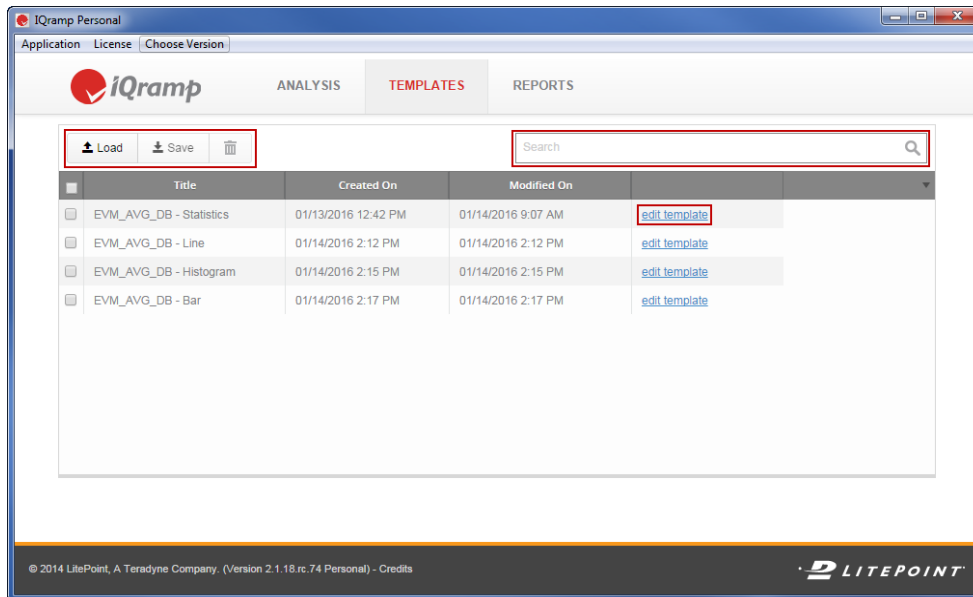 IQramp Personal
Application License Choose Version
iQramp ANALYSIS TEMPLATES REPORTS
Load Save Search
Title Created On Modified On
EVM_AVG_DB - Statistics 01/13/2016 12:42 PM 01/14/2016 9:07 AM edit template
EVM_AVG_DB - Line 01/14/2016 2:12 PM 01/14/2016 2:12 PM edit template
EVM_AVG_DB - Histogram 01/14/2016 2:15 PM 01/14/2016 2:15 PM edit template
EVM_AVG_DB - Bar 01/14/2016 2:17 PM 01/14/2016 2:17 PM edit template
© 2014 LitePoint, A Teradyne Company. (Version 2.1.18.rc.74 Personal) - Credits LITEPOINT